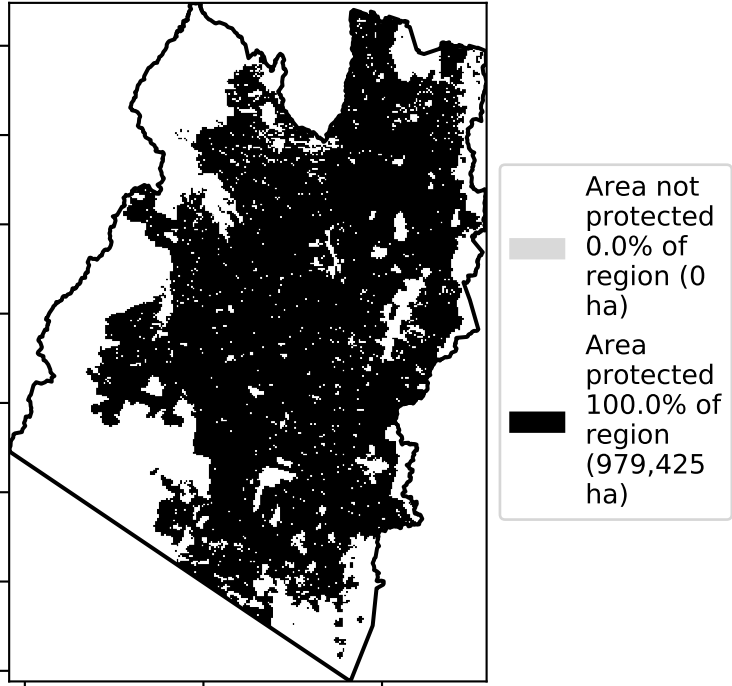 Area not
protected
0.0% of
region (0
ha)
Area
protected
100.0% of
region
(979,425
ha)